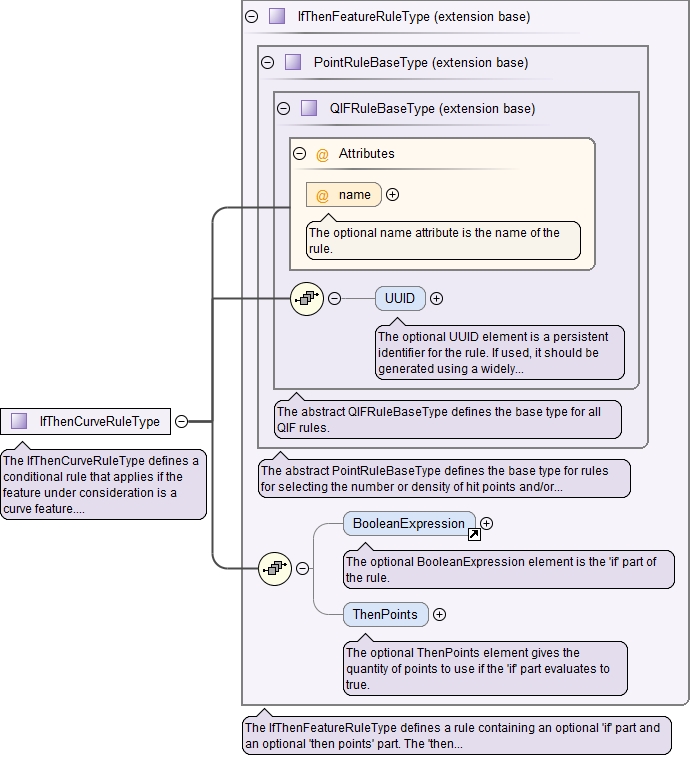 IfThenFeatureRuleType (extension base)
PointRuleBaseType (extension base)
QIFRuleBaseType (extension base)
@ Attributes
@ name
The optional name attribute is the name of the
rule.
UUID
The optional UUID element is a persistent
identifier for the rule. If used, it should be
generated using a widely...
The abstract QIFRuleBaseType defines the base type for all
QIF rules.
IfThenCurveRuleType
The IfThenCurveRuleType defines a
conditional rule that applies if the
feature under consideration is a
curve feature....
The abstract PointRuleBaseType defines the base type for rules
for selecting the number or density of hit points and/or...
BooleanExpression
The optional BooleanExpression element is the 'if' part of
the rule.
ThenPoints
The optional ThenPoints element gives the
quantity of points to use if the 'if' part evaluates to
true.
The IfThenFeatureRuleType defines a rule containing an optional 'if' part and
an optional 'then points' part. The 'then...